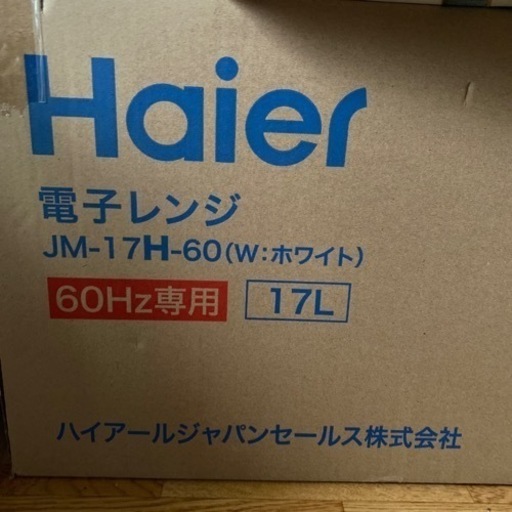 Haier
電子レンジ
JM-17H-60(W:ホワイト)
60Hz専用 17L
ハイアールジャパンセールス株式会社